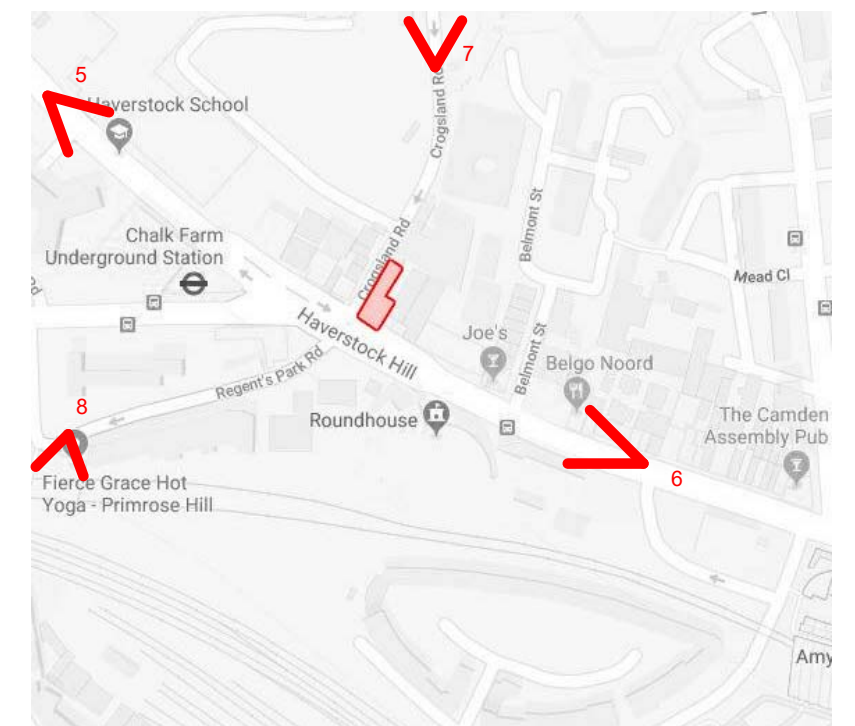 7
5
Haverstock School
Crogsland Rd
Belmont St
Chalk Farm
Underground Station
Crogsland Rd
Mead Cl
Haverstock Hill
Joe's
Belmont St
Belgo Noord
Regent's Park Rd
8
Roundhouse
The Camden
Assembly Pub
6
Fierce Grace Hot
Yoga - Primrose Hill
Amy